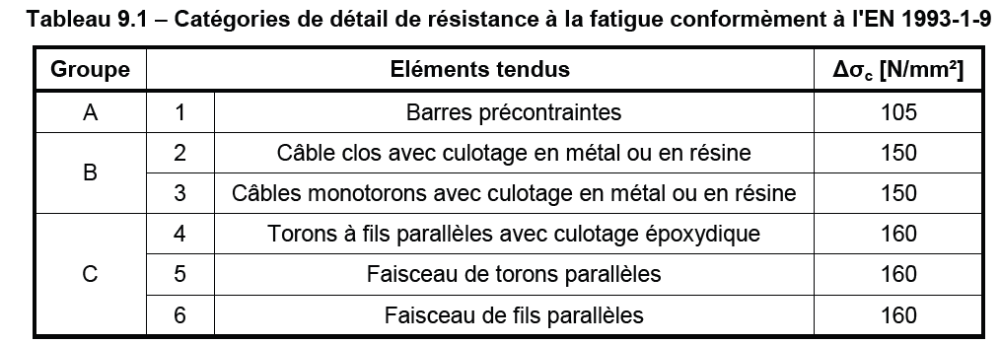 Tableau 9.1 – Catégories de détail de résistance à la fatigue conformèment à l'EN 1993-1-9
Groupe Eléments tendus Δσc [N/mm²]
A 1 Barres précontraintes 105
B 2 Câble clos avec culotage en métal ou en résine 150
3 Câbles monotorons avec culotage en métal ou en résine 150
C 4 Torons à fils parallèles avec culotage époxydique 160
5 Faisceau de torons parallèles 160
6 Faisceau de fils parallèles 160